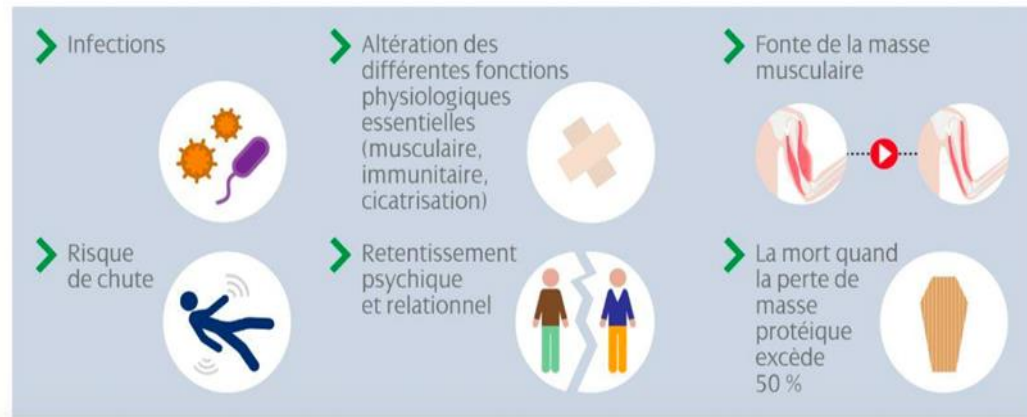 Infections
Altération des
différentes fonctions
physiologiques
essentielles
(musculaire,
immunitaire,
cicatrisation)
Fonte de la masse
musculaire
Risque
de chute
Retentissement
psychique
et relationnel
La mort quand
la perte de
masse
protéique
excède
50 %